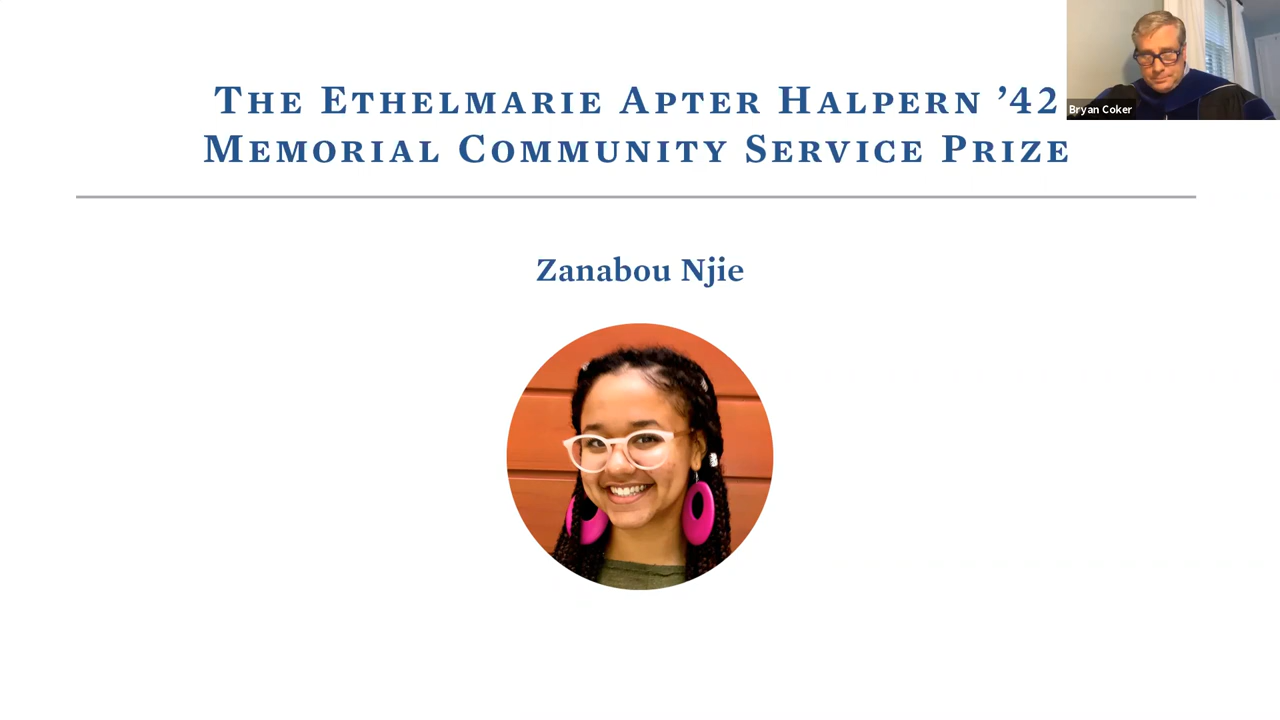 The Ethelmarie Apter Halpern ’42
Memorial Community Service Prize
Bryan Coker
Zanabou Njie